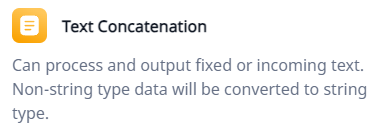 Text Concatenation
Can process and output fixed or incoming text.
Non-string type data will be converted to string
type.